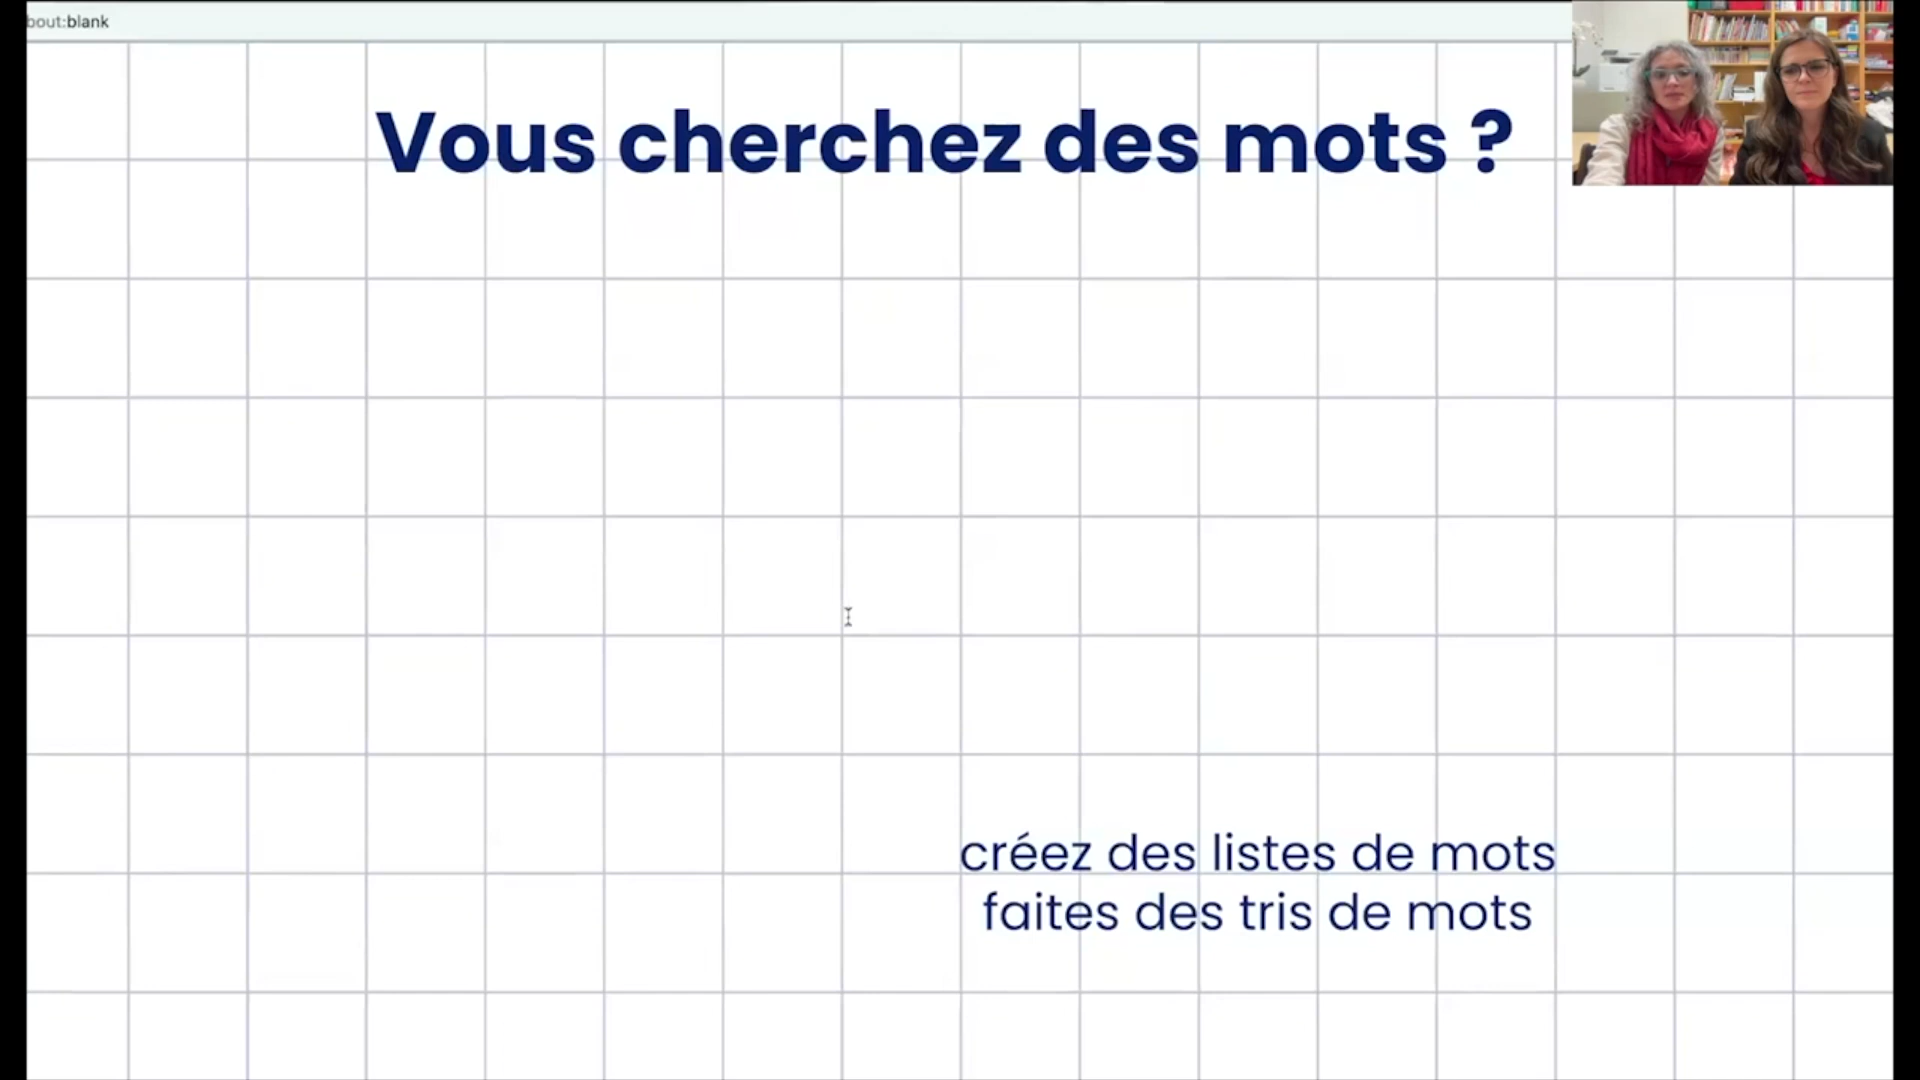 bout:blank
Vous cherchez des mots ?
créez des listes de mots
faites des tris de mots